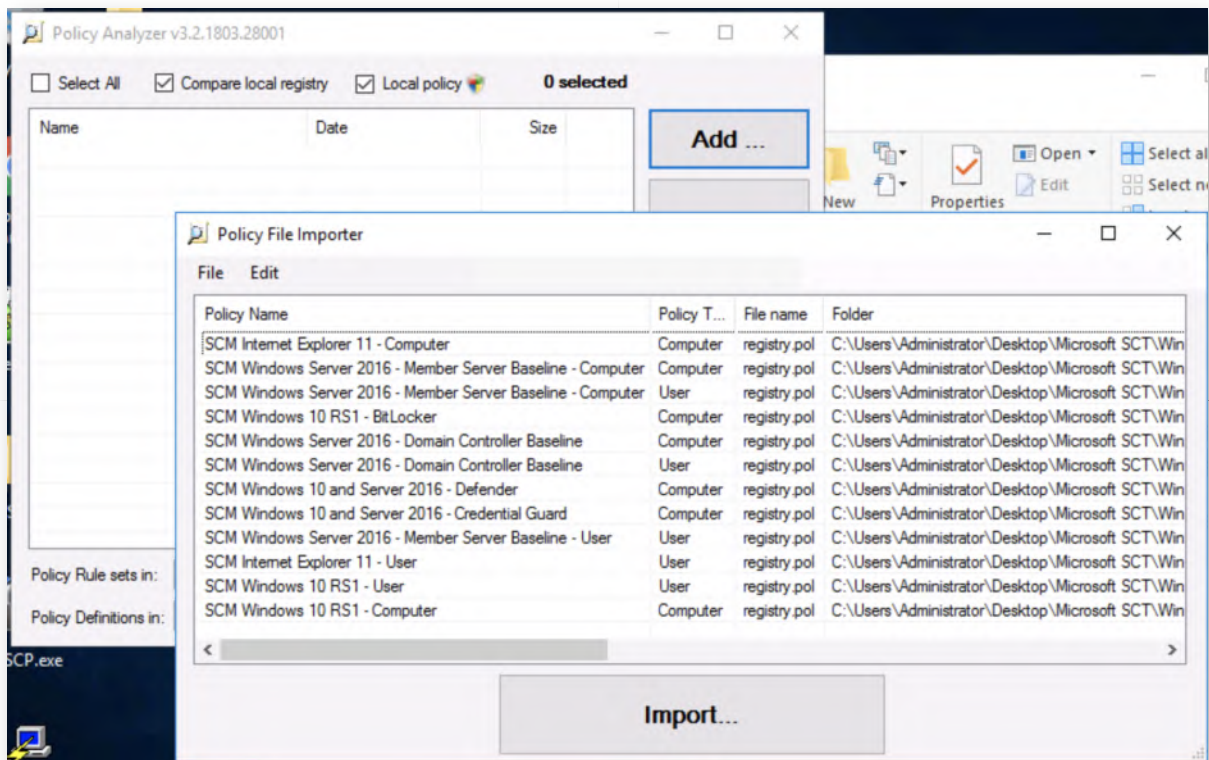 Policy Analyzer v3.2.1803.28001
Select All Compare local registry Local policy 0 selected
Name Date Size
Add ...
Open
Edit
Select al
Select n
New Properties
Policy File Importer
File Edit
Policy Name Policy T... File name Folder
SCM Internet Explorer 11 - Computer Computer registry.pol C:\Users\Administrator\Desktop\Microsoft SCT\Win
SCM Windows Server 2016 - Member Server Baseline - Computer Computer registry.pol C:\Users\Administrator\Desktop\Microsoft SCT\Win
SCM Windows Server 2016 - Member Server Baseline - Computer User registry.pol C:\Users\Administrator\Desktop\Microsoft SCT\Win
SCM Windows 10 RS1 - BitLocker Computer registry.pol C:\Users\Administrator\Desktop\Microsoft SCT\Win
SCM Windows Server 2016 - Domain Controller Baseline Computer registry.pol C:\Users\Administrator\Desktop\Microsoft SCT\Win
SCM Windows Server 2016 - Domain Controller Baseline User registry.pol C:\Users\Administrator\Desktop\Microsoft SCT\Win
SCM Windows 10 and Server 2016 - Defender Computer registry.pol C:\Users\Administrator\Desktop\Microsoft SCT\Win
SCM Windows 10 and Server 2016 - Credential Guard Computer registry.pol C:\Users\Administrator\Desktop\Microsoft SCT\Win
SCM Windows Server 2016 - Member Server Baseline - User User registry.pol C:\Users\Administrator\Desktop\Microsoft SCT\Win
SCM Internet Explorer 11 - User User registry.pol C:\Users\Administrator\Desktop\Microsoft SCT\Win
SCM Windows 10 RS1 - User User registry.pol C:\Users\Administrator\Desktop\Microsoft SCT\Win
SCM Windows 10 RS1 - Computer Computer registry.pol C:\Users\Administrator\Desktop\Microsoft SCT\Win
Policy Rule sets in:
Policy Definitions in:
SCP.exe
Import...